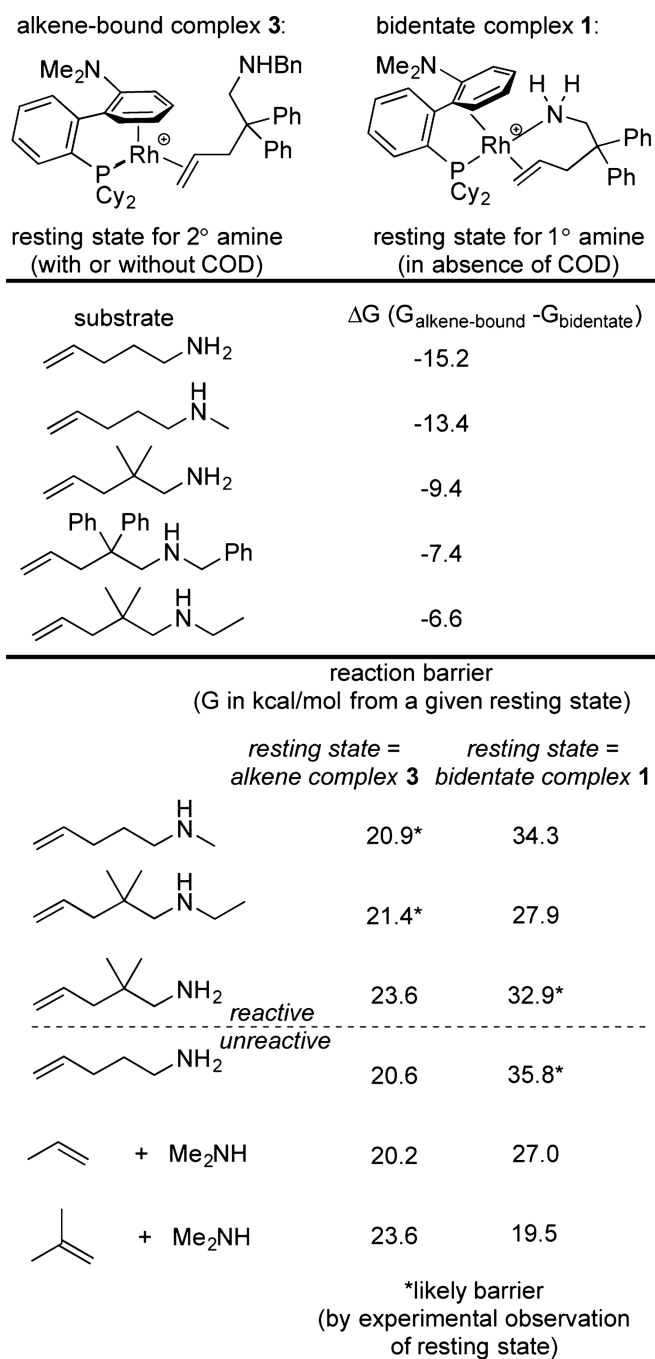 alkene-bound complex 3:
bidentate complex 1:
NHBn
Me2N
Ph
Ph
Rh
+
P
Cy2
Me2N
H H
N
Rh
+
P
Cy2
Ph
Ph
resting state for 2° amine
(with or without COD)
resting state for 1° amine
(in absence of COD)
substrate
ΔG (Galkene-bound -Gbidentate)
NH2
-15.2
H
N
-13.4
NH2
-9.4
Ph Ph H
N Ph
-7.4
H
N
-6.6
reaction barrier
(G in kcal/mol from a given resting state)
resting state =
alkene complex 3
resting state =
bidentate complex 1
H
N
20.9* 34.3
H
N
21.4* 27.9
NH2 23.6 32.9*
reactive
unreactive
NH2 20.6 35.8*
+ Me2NH 20.2 27.0
+ Me2NH 23.6 19.5
*likely barrier
(by experimental observation
of resting state)